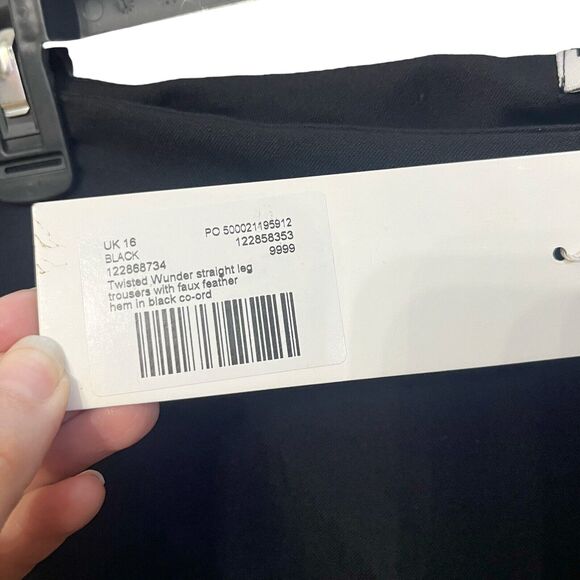 UK 16 PO 500021195912
BLACK 122858353
122868734 9999
Twisted Wunder straight leg
trousers with faux feather
hem in black co-ord